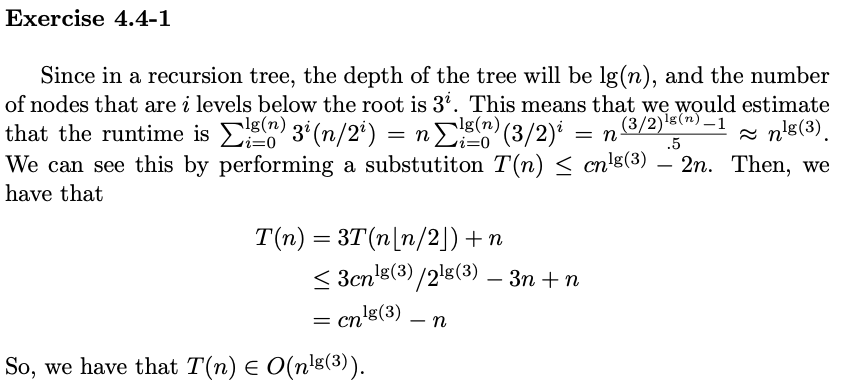 Exercise 4.4-1
Since in a recursion tree, the depth of the tree will be lg(n), and the number
of nodes that are i levels below the root is 3^i. This means that we would estimate
that the runtime is ∑_{i=0}^{lg(n)} 3^i(n/2^i) = n ∑_{i=0}^{lg(n)} (3/2)^i = n \frac{(3/2)^{lg(n)}-1}{.5} ≈ n^{lg(3)}.
We can see this by performing a substutiton T(n) ≤ cn^{lg(3)} − 2n. Then, we
have that
T(n) = 3T(n⌊n/2⌋) + n
≤ 3cn^{lg(3)}/2^{lg(3)} − 3n + n
= cn^{lg(3)} − n
So, we have that T(n) ∈ O(n^{lg(3)}).